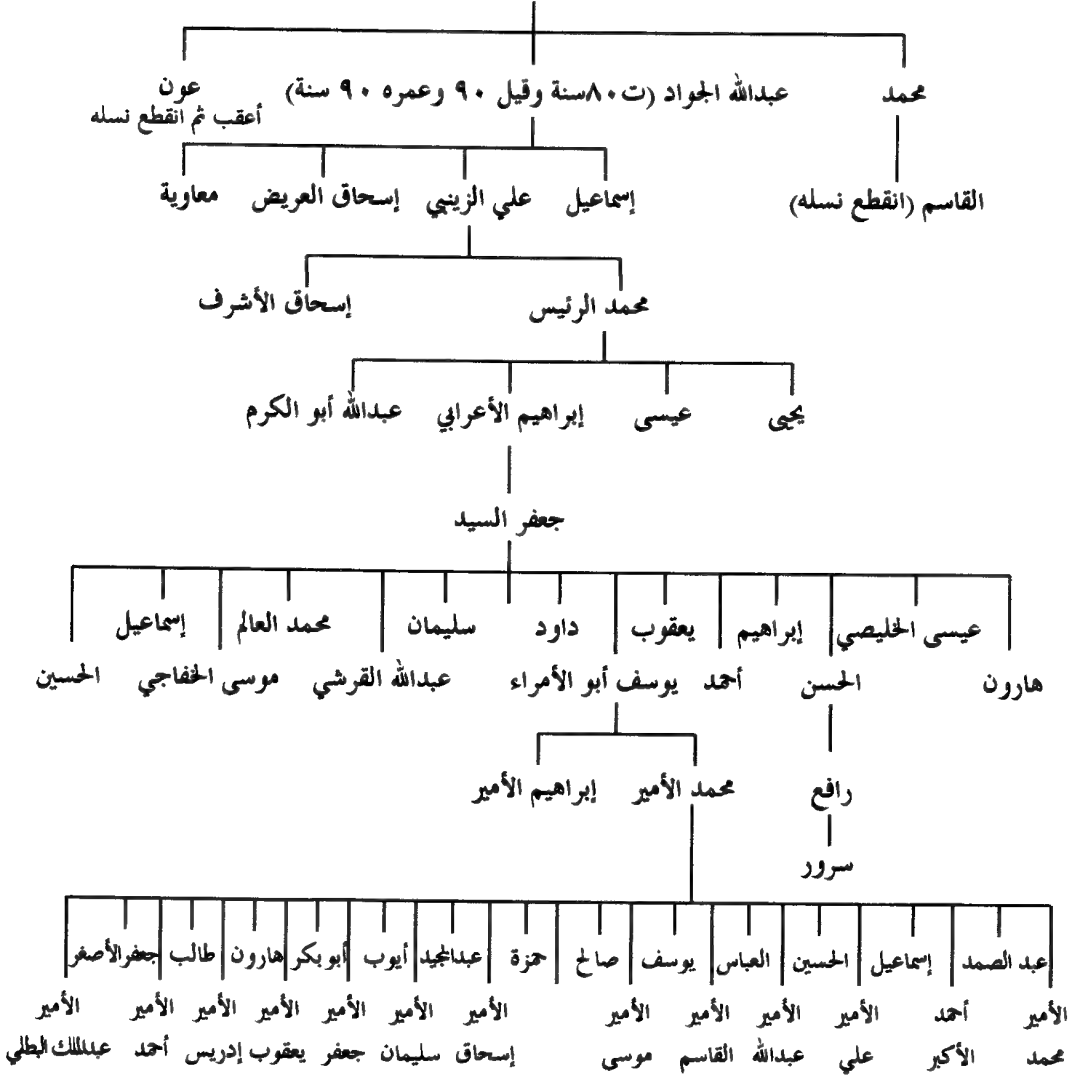 محمد
عبدالله الجواد (ت٨٠سنة وقيل ٩٠ وعمره ٩٠ سنة)
عون
أعقب ثم انقطع نسله
القاسم (انقطع نسله)
إسماعيل
علي الزينبي
إسحاق العريض
معاوية
محمد الرئيس
إسحاق الأشرف
يحيى
عيسى
إبراهيم الأعرابي
عبدالله أبو الكرم
جعفر السيد
عيسى الخليصي
إبراهيم
يعقوب
داود
سليمان
محمد العالم
إسماعيل
هارون
الحسن
أحمد
يوسف أبو الأمراء
عبدالله القرشي
موسى الخفاجي
الحسين
محمد الأمير
إبراهيم الأمير
رافع
سرور
عبد الصمد
إسماعيل
الحسين
العباس
يوسف
صالح
حمزة
عبدالمجيد
أيوب
أبوبكر
هارون
طالب
جعفرالأصغر
الأمير محمد
أحمد الأكبر
الأمير علي
الأمير عبدالله
الأمير القاسم
الأمير موسى
الأمير إسحاق
الأمير سليمان
الأمير جعفر
الأمير يعقوب
الأمير إدريس
الأمير أحمد
الأمير عبدالملك البطلي